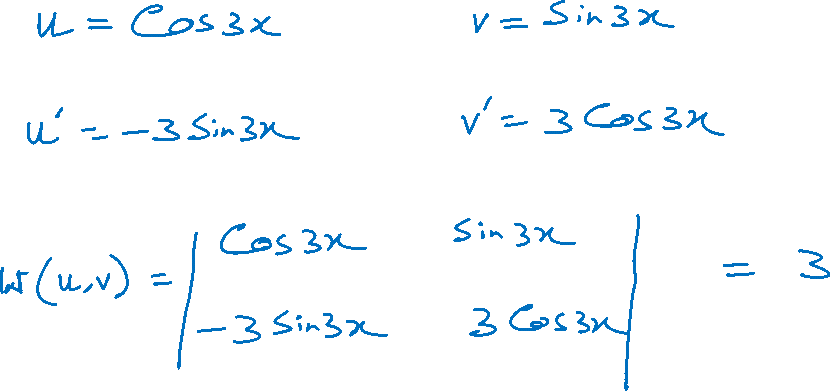 u = Cos3x v = Sin3x
u' = -3 Sin3x v' = 3 Cos3x
W(u,v) = | Cos3x sin3x | = 3
| -3 Sin3x 3 Cos3x |